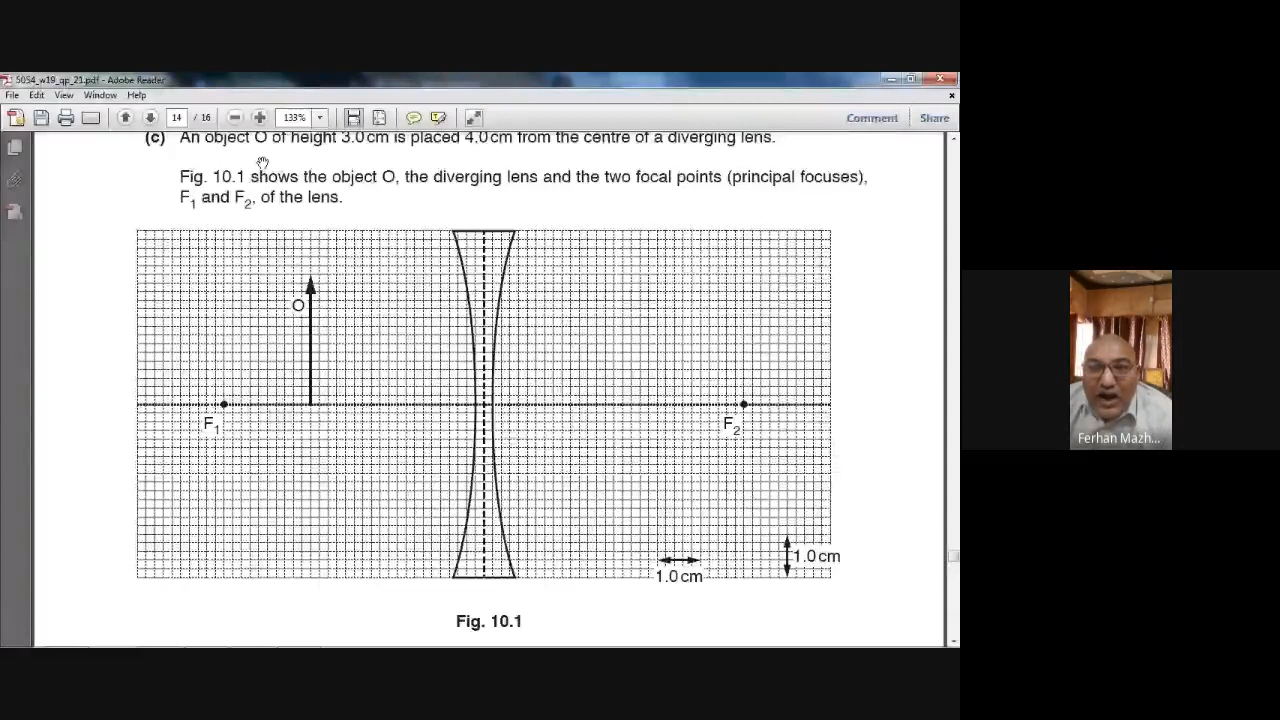 5054_w19_qp_21.pdf - Adobe Reader
File Edit View Window Help
14 / 16 133% Comment Share
(c) An object O of height 3.0 cm is placed 4.0 cm from the centre of a diverging lens.
Fig. 10.1 shows the object O, the diverging lens and the two focal points (principal focuses),
F1 and F2, of the lens.
O
F1 F2
1.0 cm
1.0 cm
Fig. 10.1
Ferhan Mazh...